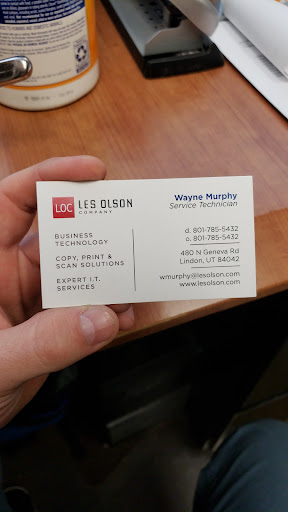 LOC LES OLSON
COMPANY
BUSINESS
TECHNOLOGY
COPY, PRINT &
SCAN SOLUTIONS
EXPERT I.T.
SERVICES
Wayne Murphy
Service Technician
d. 801-785-5432
o. 801-785-5432
480 N Geneva Rd
Lindon, UT 84042
wmurphy@lesolson.com
www.lesolson.com